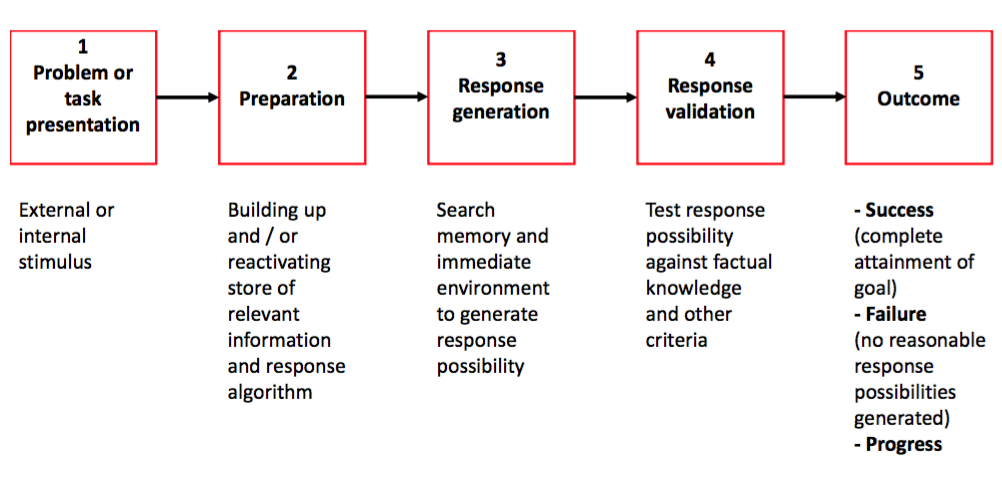 1
Problem or
task
presentation
2
Preparation
3
Response
generation
4
Response
validation
5
Outcome
External or
internal
stimulus
Building up
and / or
reactivating
store of
relevant
information
and response
algorithm
Search
memory and
immediate
environment
to generate
response
possibility
Test response
possibility
against factual
knowledge
and other
criteria
- Success
(complete
attainment of
goal)
- Failure
(no reasonable
response
possibilities
generated)
- Progress